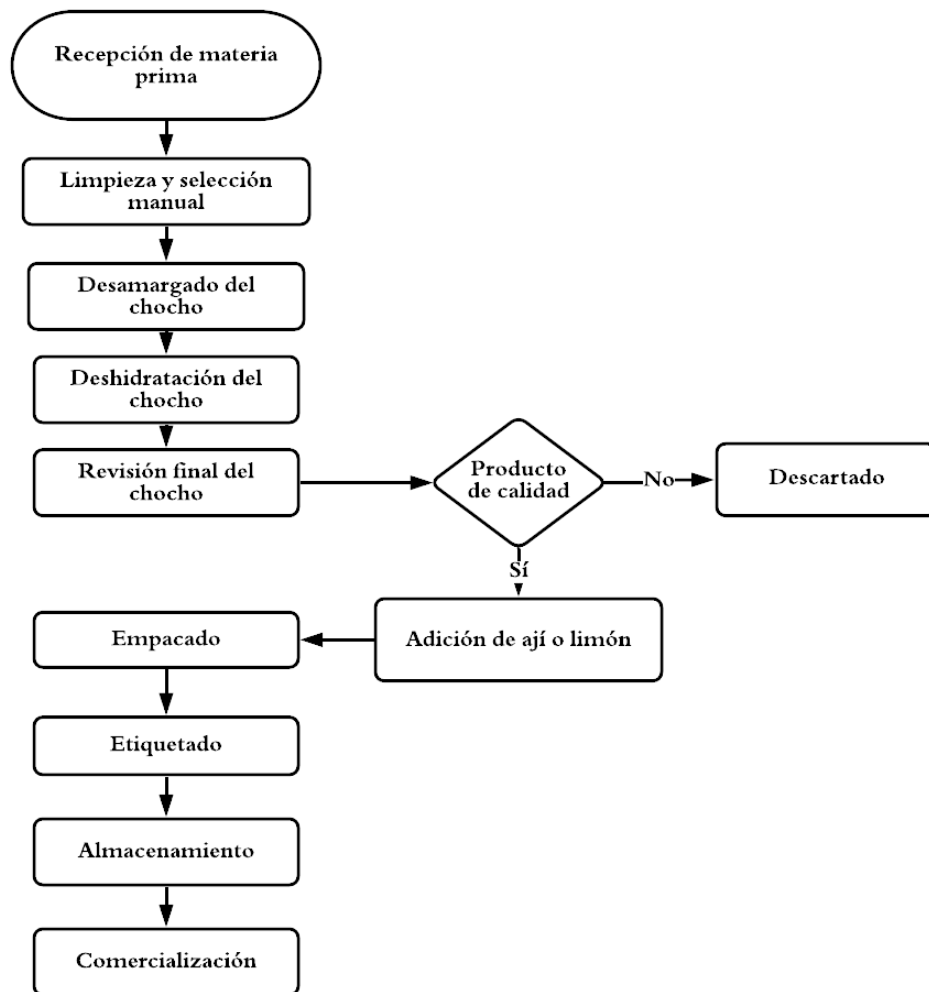 Recepción de materia
prima
Limpieza y selección
manual
Desamargado del
chocho
Deshidratación del
chocho
Revisión final del
chocho
Producto
de calidad
No
Descartado
Sí
Adición de ají o limón
Empacado
Etiquetado
Almacenamiento
Comercialización